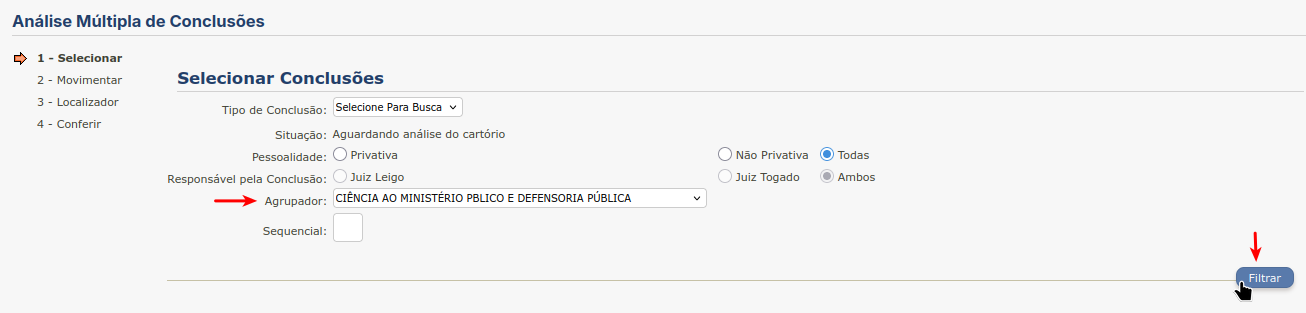 Análise Múltipla de Conclusões
1 - Selecionar
2 - Movimentar
3 - Localizador
4 - Conferir
Selecionar Conclusões
Tipo de Conclusão: Selecione Para Busca
Situação: Aguardando análise do cartório
Pessoalidade: Privativa Não Privativa Todas
Responsável pela Conclusão: Juiz Leigo Juiz Togado Ambos
Agrupador: CIÊNCIA AO MINISTÉRIO PBLICO E DEFENSORIA PÚBLICA
Sequencial:
Filtrar